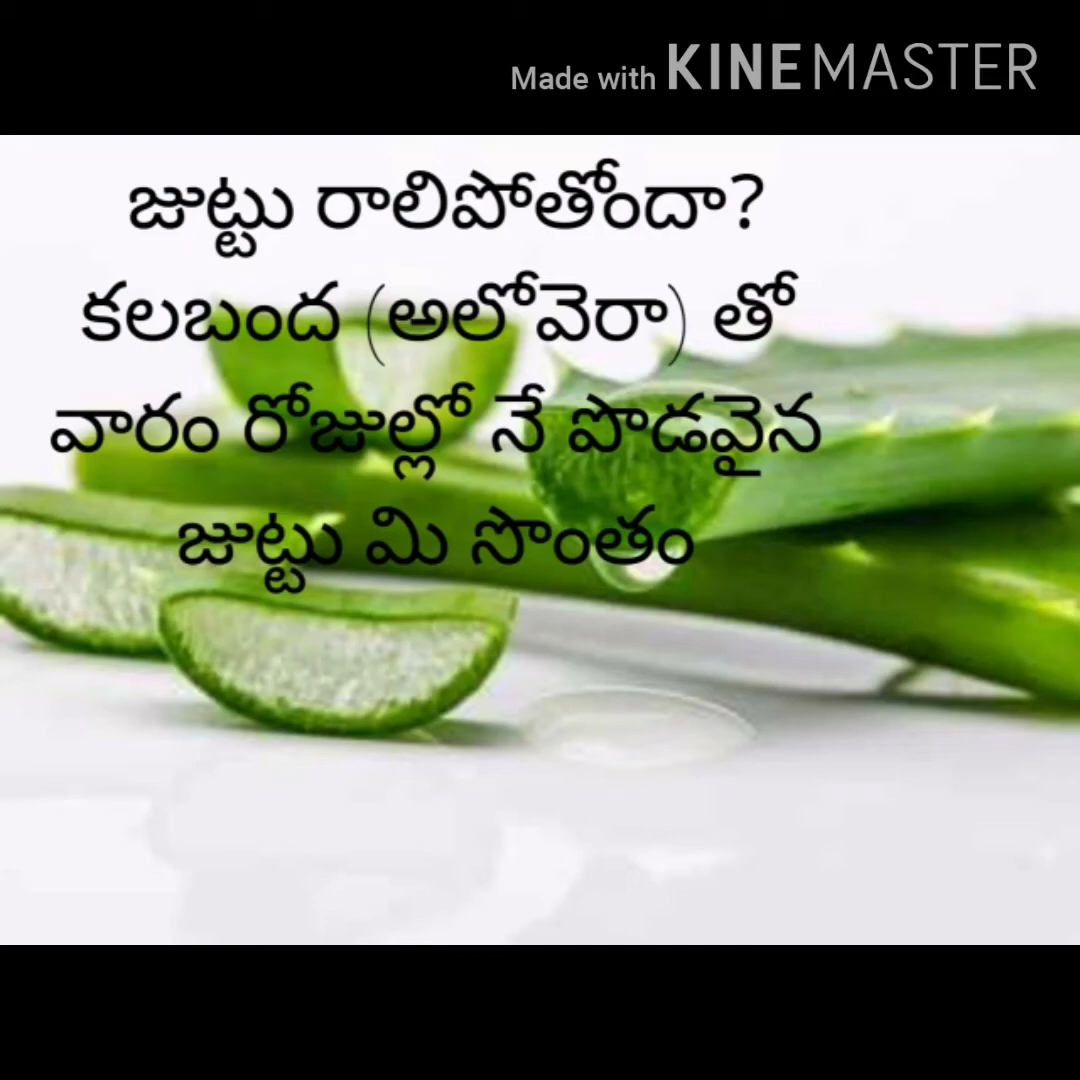 Made with KINEMASTER
జుట్టు రాలిపోతోందా?
కలబంద (అలోవెరా) తో
వారం రోజుల్లో నే పొడవైన
జుట్టు మి సొంతం